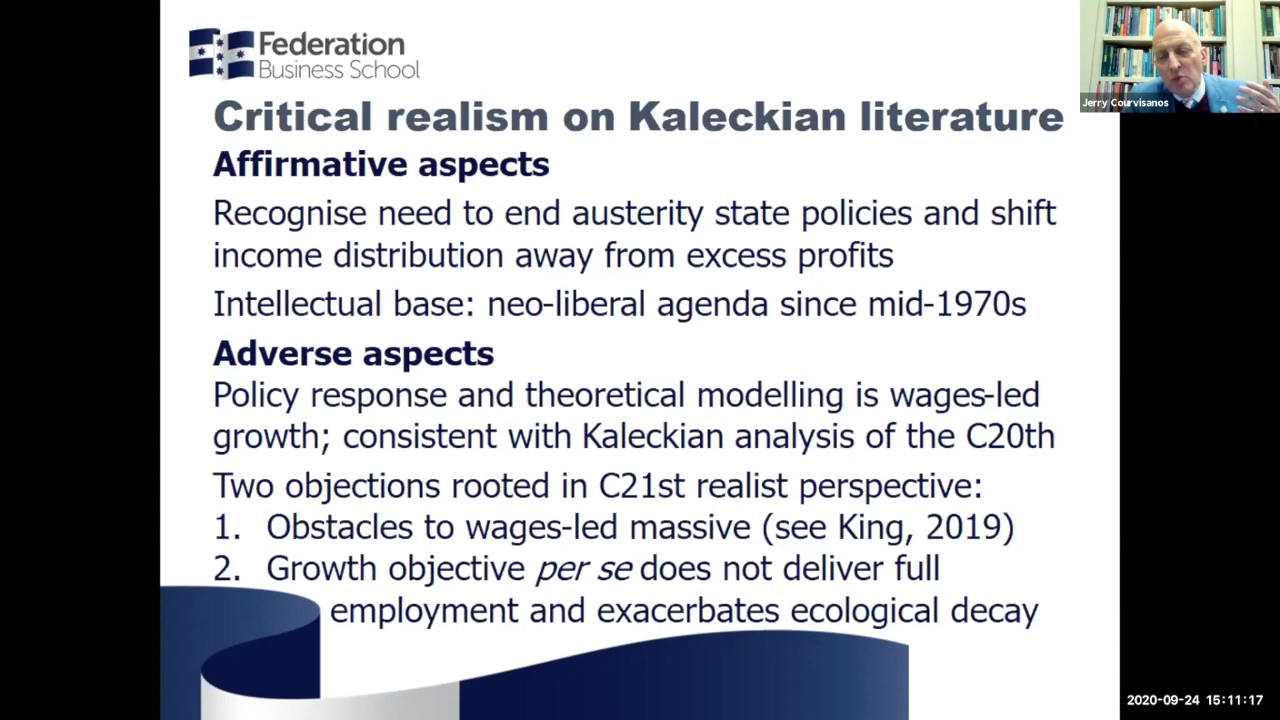 Federation
Business School
Jerry Courvisanos
Critical realism on Kaleckian literature
Affirmative aspects
Recognise need to end austerity state policies and shift
income distribution away from excess profits
Intellectual base: neo-liberal agenda since mid-1970s
Adverse aspects
Policy response and theoretical modelling is wages-led
growth; consistent with Kaleckian analysis of the C20th
Two objections rooted in C21st realist perspective:
1. Obstacles to wages-led massive (see King, 2019)
2. Growth objective per se does not deliver full
employment and exacerbates ecological decay
2020-09-24 15:11:17